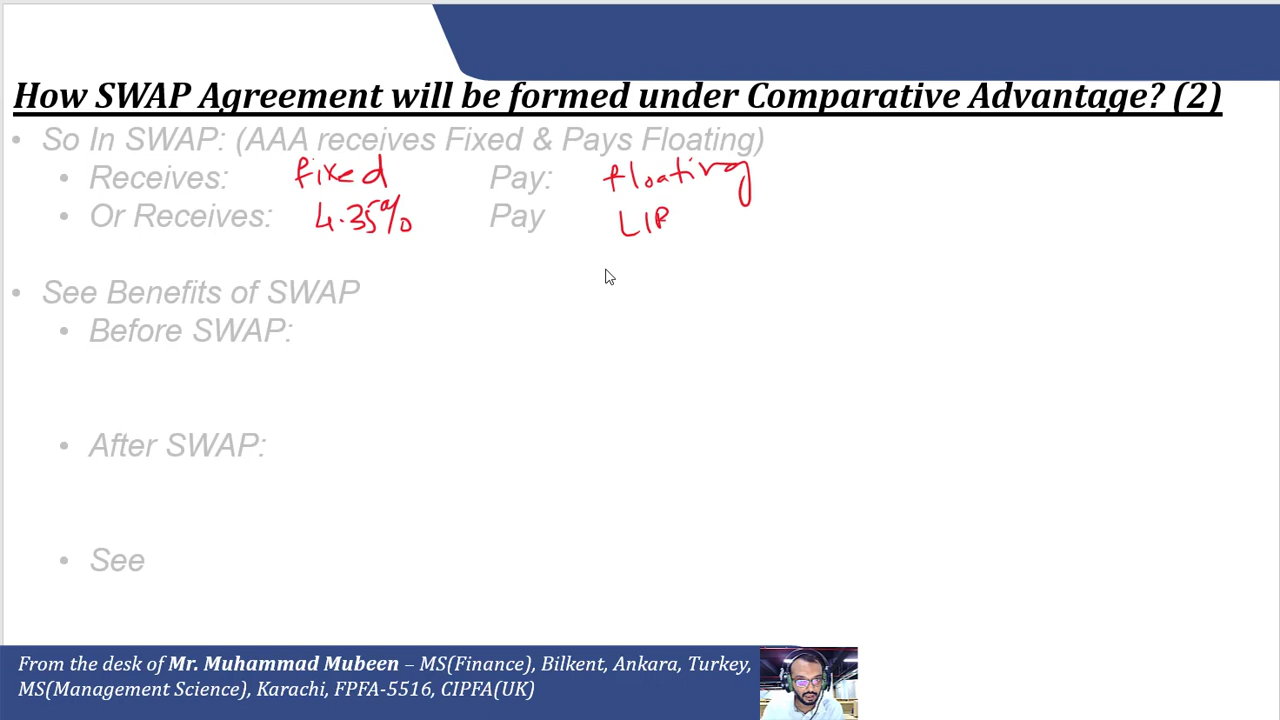 How SWAP Agreement will be formed under Comparative Advantage? (2)
• So In SWAP: (AAA receives Fixed & Pays Floating)
• Receives: fixed Pay: floating
• Or Receives: 4.35% Pay LIB
• See Benefits of SWAP
• Before SWAP:
• After SWAP:
• See
From the desk of Mr. Muhammad Mubeen – MS(Finance), Bilkent, Ankara, Turkey,
MS(Management Science), Karachi, FPFA-5516, CIPFA(UK)